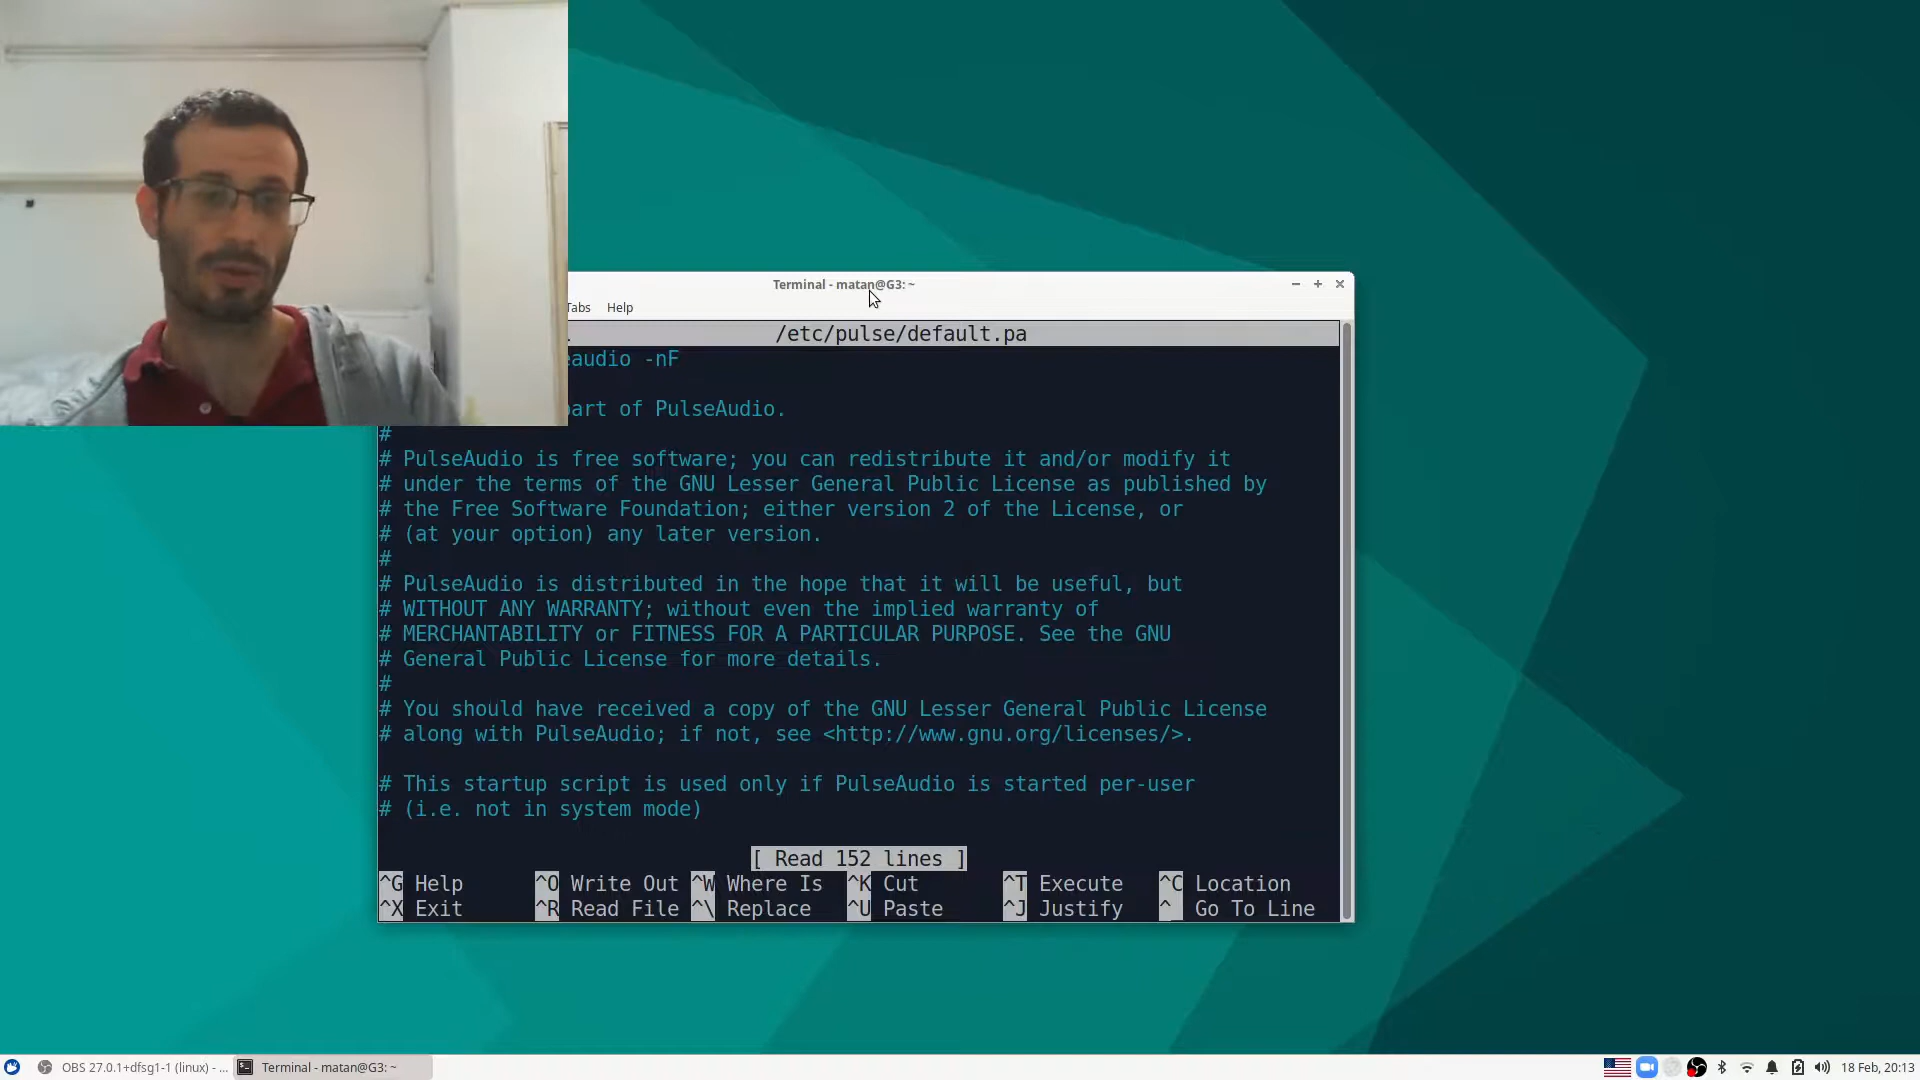 Terminal - matan@G3: ~
Tabs Help
/etc/pulse/default.pa
eaudio -nF
part of PulseAudio.
#
# PulseAudio is free software; you can redistribute it and/or modify it
# under the terms of the GNU Lesser General Public License as published by
# the Free Software Foundation; either version 2 of the License, or
# (at your option) any later version.
#
# PulseAudio is distributed in the hope that it will be useful, but
# WITHOUT ANY WARRANTY; without even the implied warranty of
# MERCHANTABILITY or FITNESS FOR A PARTICULAR PURPOSE. See the GNU
# General Public License for more details.
#
# You should have received a copy of the GNU Lesser General Public License
# along with PulseAudio; if not, see <http://www.gnu.org/licenses/>.
# This startup script is used only if PulseAudio is started per-user
# (i.e. not in system mode)
[ Read 152 lines ]
^G Help ^O Write Out ^W Where Is ^K Cut ^T Execute ^C Location
^X Exit ^R Read File ^\ Replace ^U Paste ^J Justify ^_ Go To Line
OBS 27.0.1+dfsg1-1 (linux) - ... Terminal - matan@G3: ~ 18 Feb, 20:13